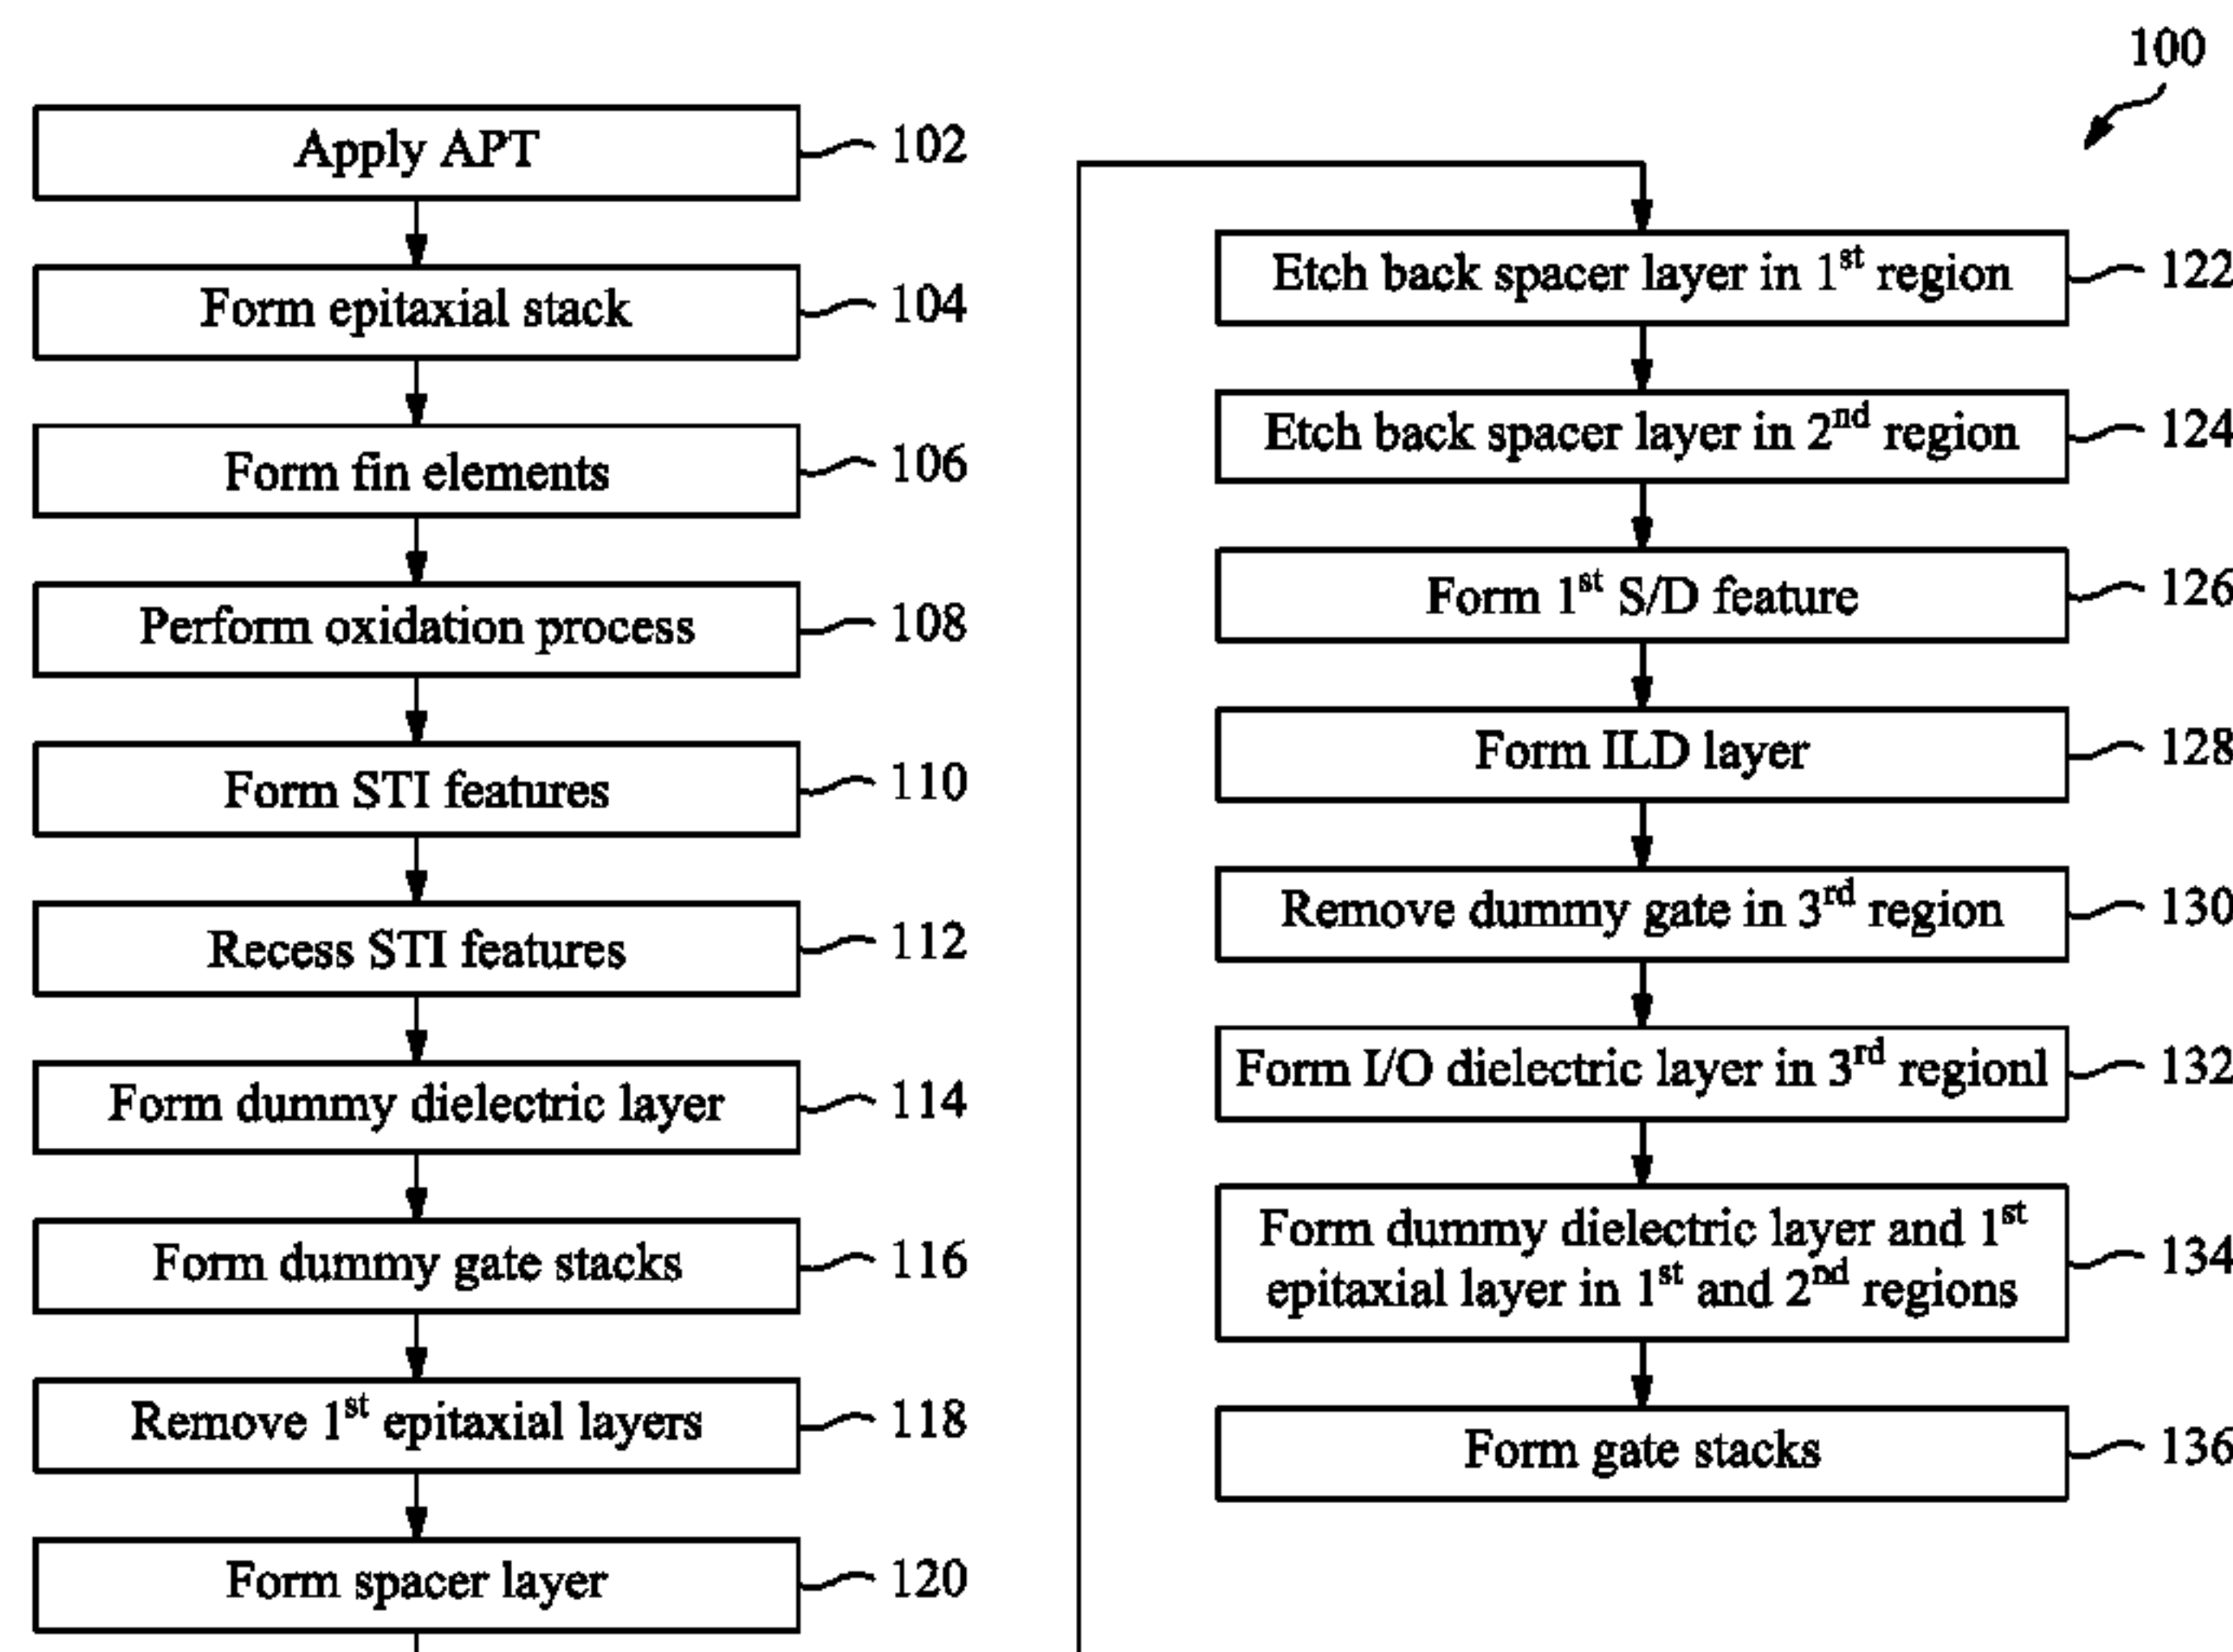 100
Apply APT
102
Form epitaxial stack
104
Form fin elements
106
Perform oxidation process
108
Form STI features
110
Recess STI features
112
Form dummy dielectric layer
114
Form dummy gate stacks
116
Remove 1st epitaxial layers
118
Form spacer layer
120
Etch back spacer layer in 1st region
122
Etch back spacer layer in 2nd region
124
Form 1st S/D feature
126
Form ILD layer
128
Remove dummy gate in 3rd region
130
Form I/O dielectric layer in 3rd regionl
132
Form dummy dielectric layer and 1st
epitaxial layer in 1st and 2nd regions
134
Form gate stacks
136